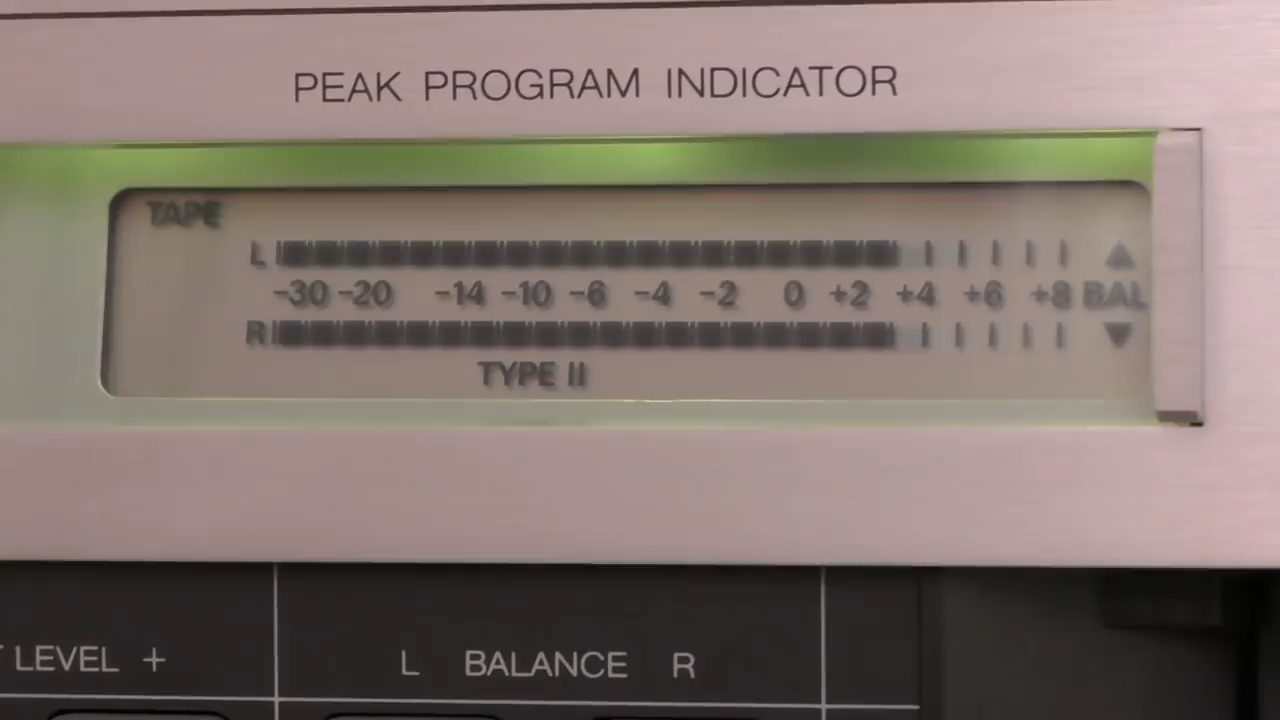 PEAK PROGRAM INDICATOR
TAPE
L
-30 -20 -14 -10 -6 -4 -2 0 +2 +4 +6 +8 BAL
R
TYPE II
LEVEL +
L BALANCE R